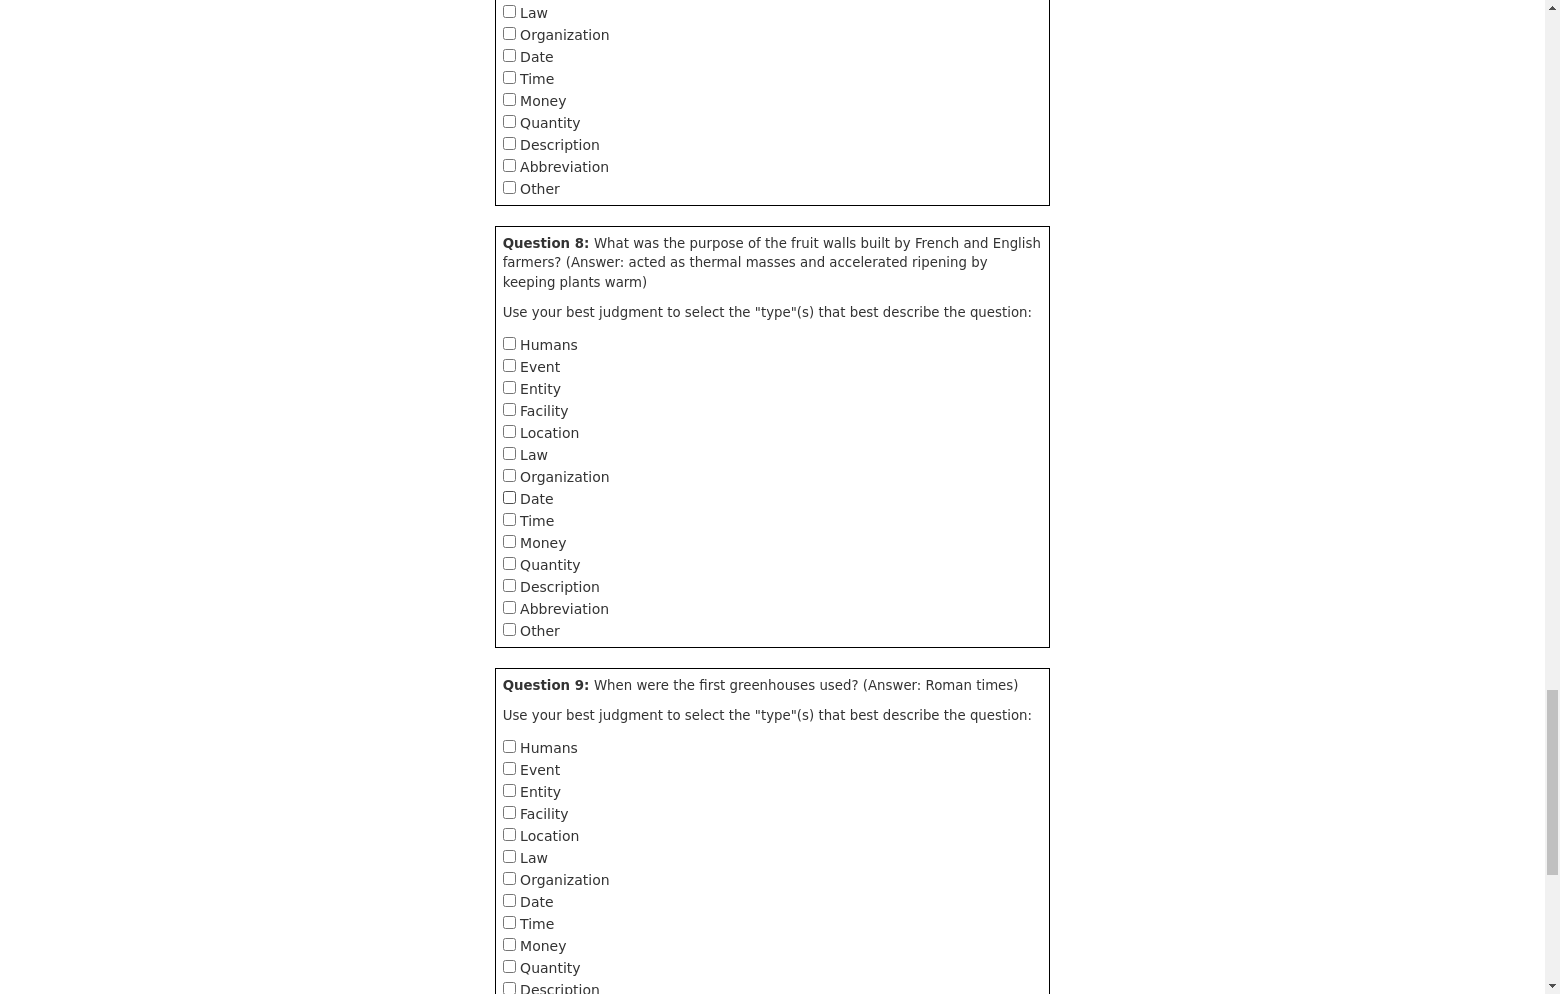 Law
Organization
Date
Time
Money
Quantity
Description
Abbreviation
Other
Question 8: What was the purpose of the fruit walls built by French and English
farmers? (Answer: acted as thermal masses and accelerated ripening by
keeping plants warm)
Use your best judgment to select the "type"(s) that best describe the question:
Humans
Event
Entity
Facility
Location
Law
Organization
Date
Time
Money
Quantity
Description
Abbreviation
Other
Question 9: When were the first greenhouses used? (Answer: Roman times)
Use your best judgment to select the "type"(s) that best describe the question:
Humans
Event
Entity
Facility
Location
Law
Organization
Date
Time
Money
Quantity
Description